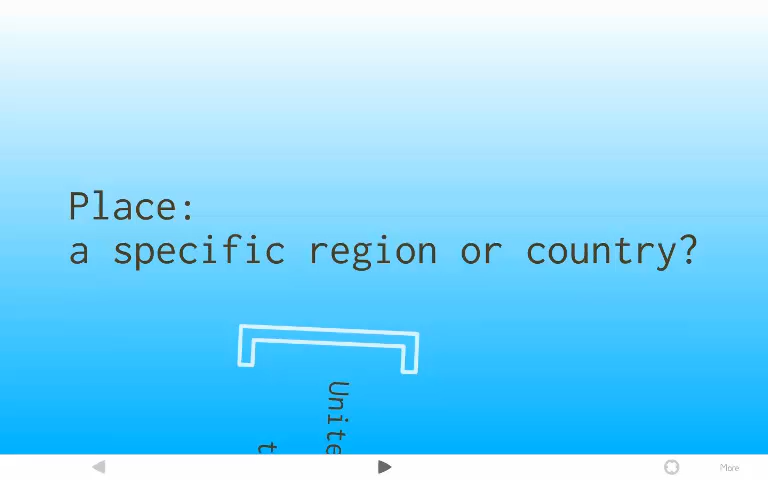 Place:
a specific region or country?
Unite
t
More